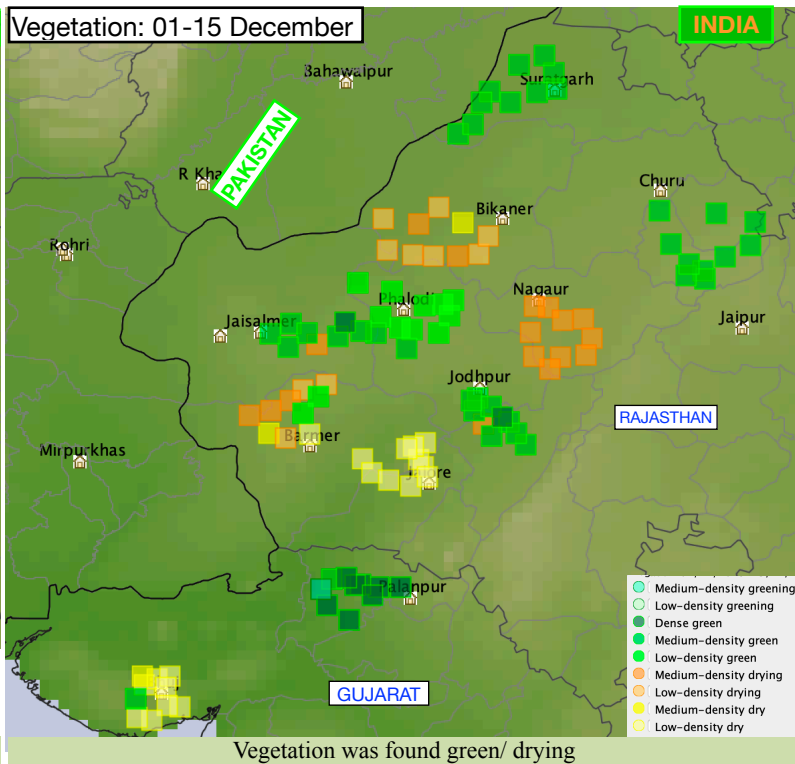 Vegetation: 01-15 December
INDIA
Bahawalpur
Suratgarh
PAKISTAN
Churu
Bikaner
Rohri
Nagaur
Phalodi
Jaisalmer
Jaipur
Jodhpur
RAJASTHAN
Barmer
Mirpurkhas
Jalore
Palanpur
GUJARAT
Medium-density greening
Low-density greening
Dense green
Medium-density green
Low-density green
Medium-density drying
Low-density drying
Medium-density dry
Low-density dry
Vegetation was found green/ drying